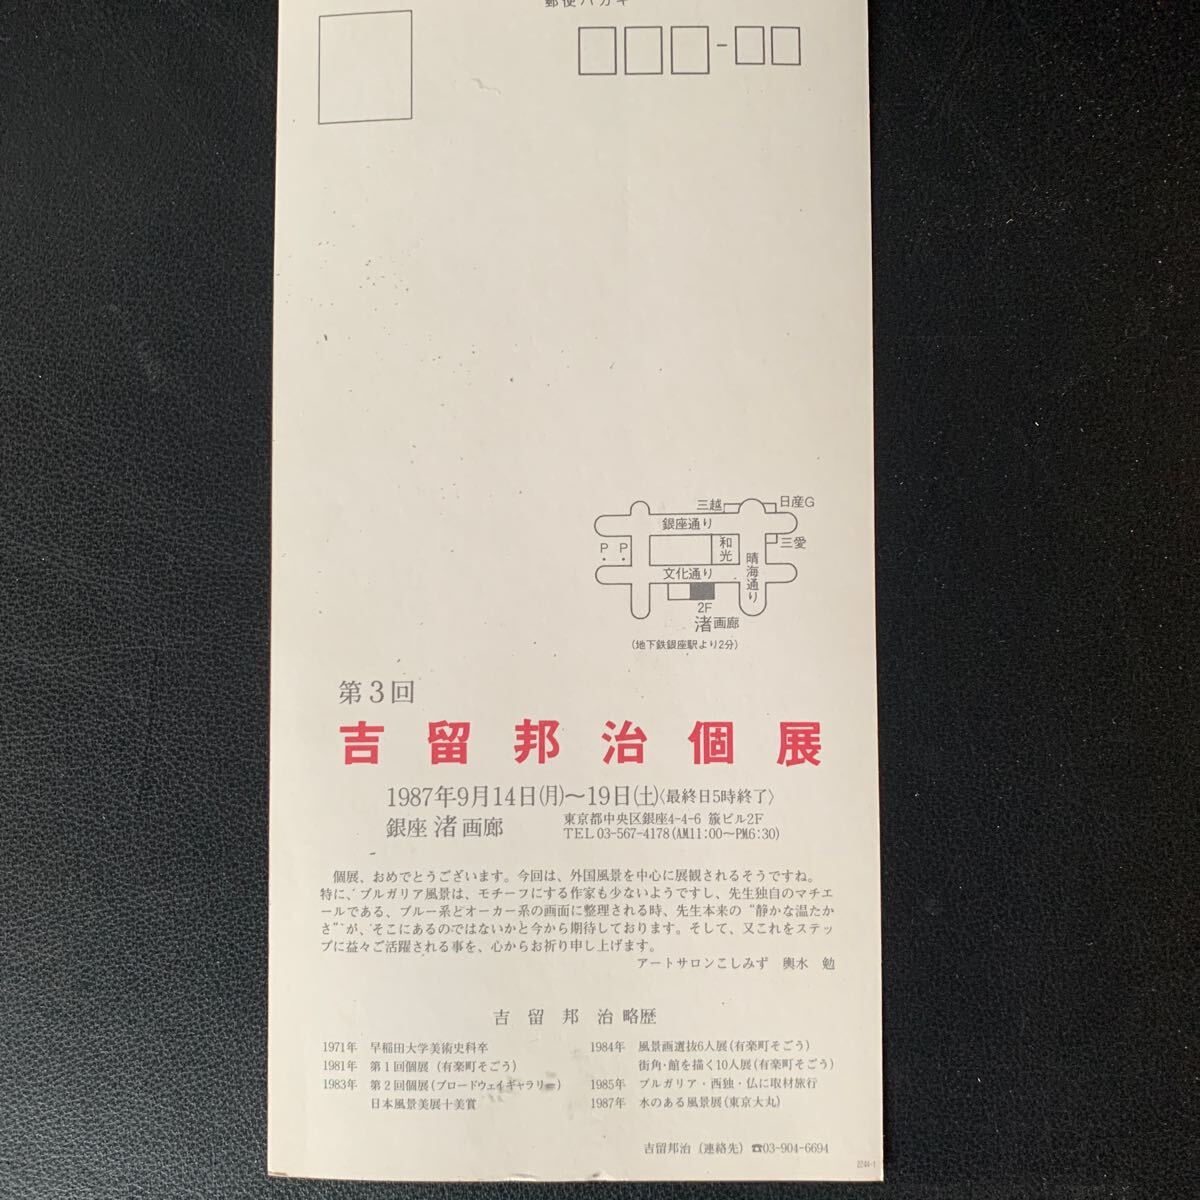 郵便ハガキ
三越
日産G
銀座通り
P P
和光
三愛
晴海通り
文化通り
2F
渚画廊
(地下鉄銀座駅より2分)
第3回
吉留邦治個展
1987年9月14日(月)〜19日(土)〈最終日5時終了〉
銀座 渚 画廊
東京都中央区銀座4-4-6 簱ビル2F
TEL 03-567-4178(AM11:00〜PM6:30)
個展、おめでとうございます。今回は、外国風景を中心に展観されるそうですね。
特に、ブルガリア風景は、モチーフにする作家も少ないようですし、先生独自のマチエ
ールである、ブルー系とオーカー系の画面に整理される時、先生本来の“静かな温たか
さ”が、そこにあるのではないかと今から期待しております。そして、又これをステッ
プに益々ご活躍される事を、心からお祈り申し上げます。
アートサロンこしみず 輿水 勉
吉留邦治略歴
1971年 早稲田大学美術史科卒
1981年 第1回個展(有楽町そごう)
1983年 第2回個展(ブロードウェイギャラリー)
日本風景美展十美賞
1984年 風景画選抜6人展(有楽町そごう)
街角・館を描く10人展(有楽町そごう)
1985年 ブルガリア・西独・仏に取材旅行
1987年 水のある風景展(東京大丸)
吉留邦治(連絡先)☎03-904-6694
2244-1